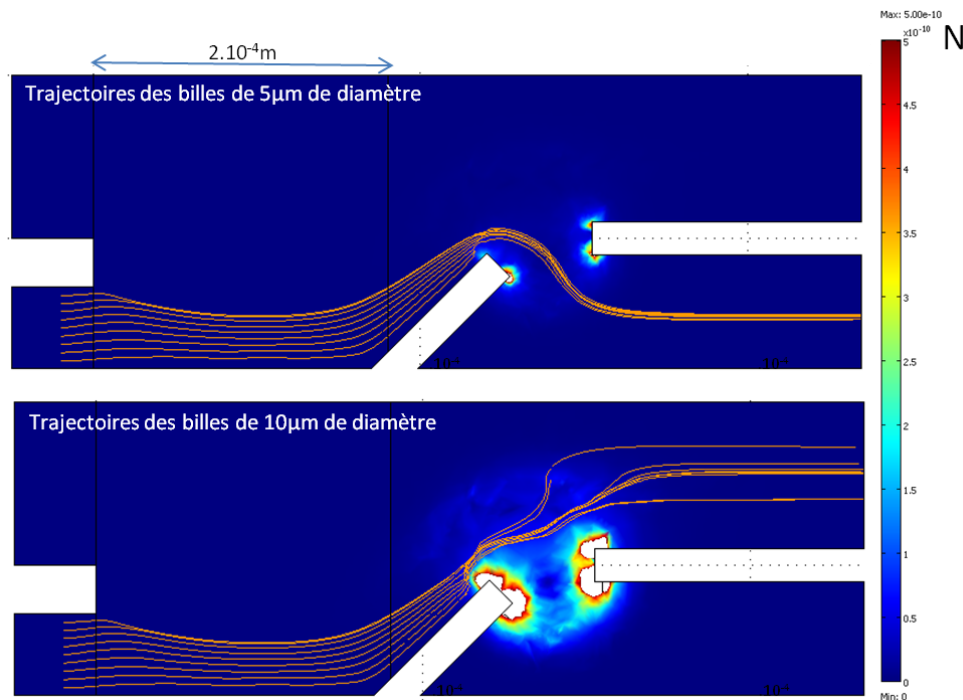 Max: 5.00e-10
x10⁻¹⁰
N
2.10⁻⁴m
5
Trajectoires des billes de 5µm de diamètre
4.5
4
3.5
3
2.5
2
Trajectoires des billes de 10µm de diamètre
1.5
1
0.5
0
Min: 0